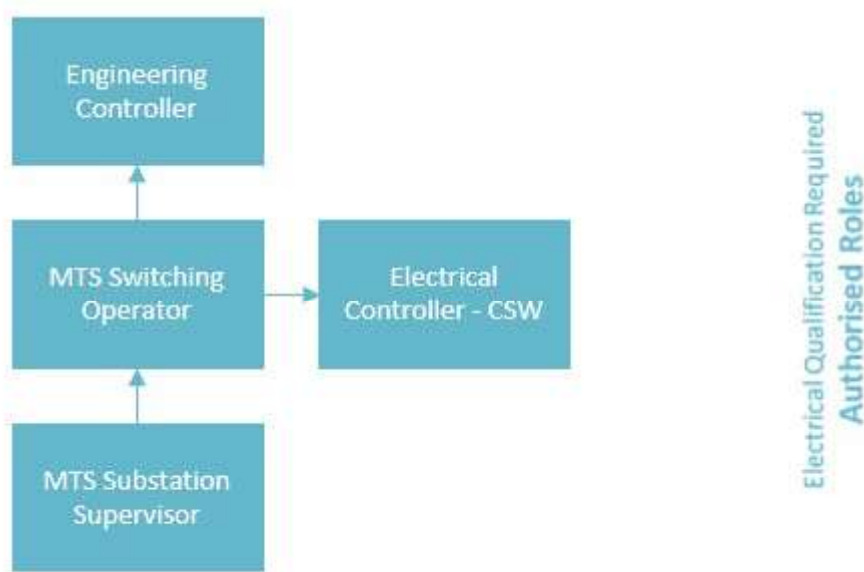 Engineering
Controller
MTS Switching
Operator
Electrical
Controller - CSW
MTS Substation
Supervisor
Electrical Qualification Required
Authorised Roles